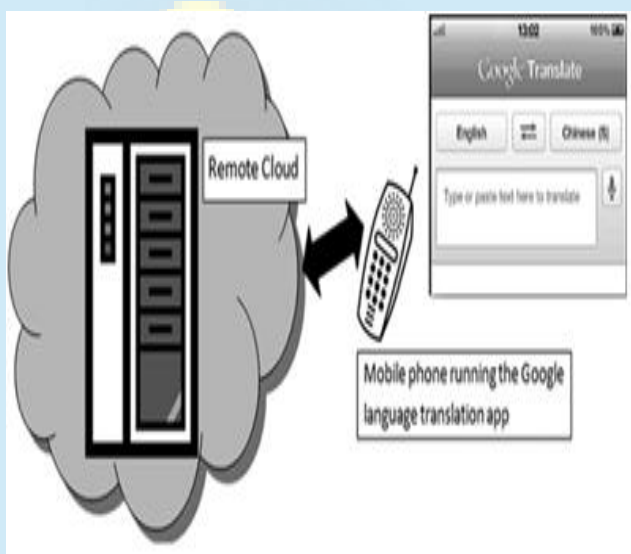 Remote Cloud
13:02 100%
Google Translate
English Chinese (S)
Type or paste text here to translate
Mobile phone running the Google
language translation app